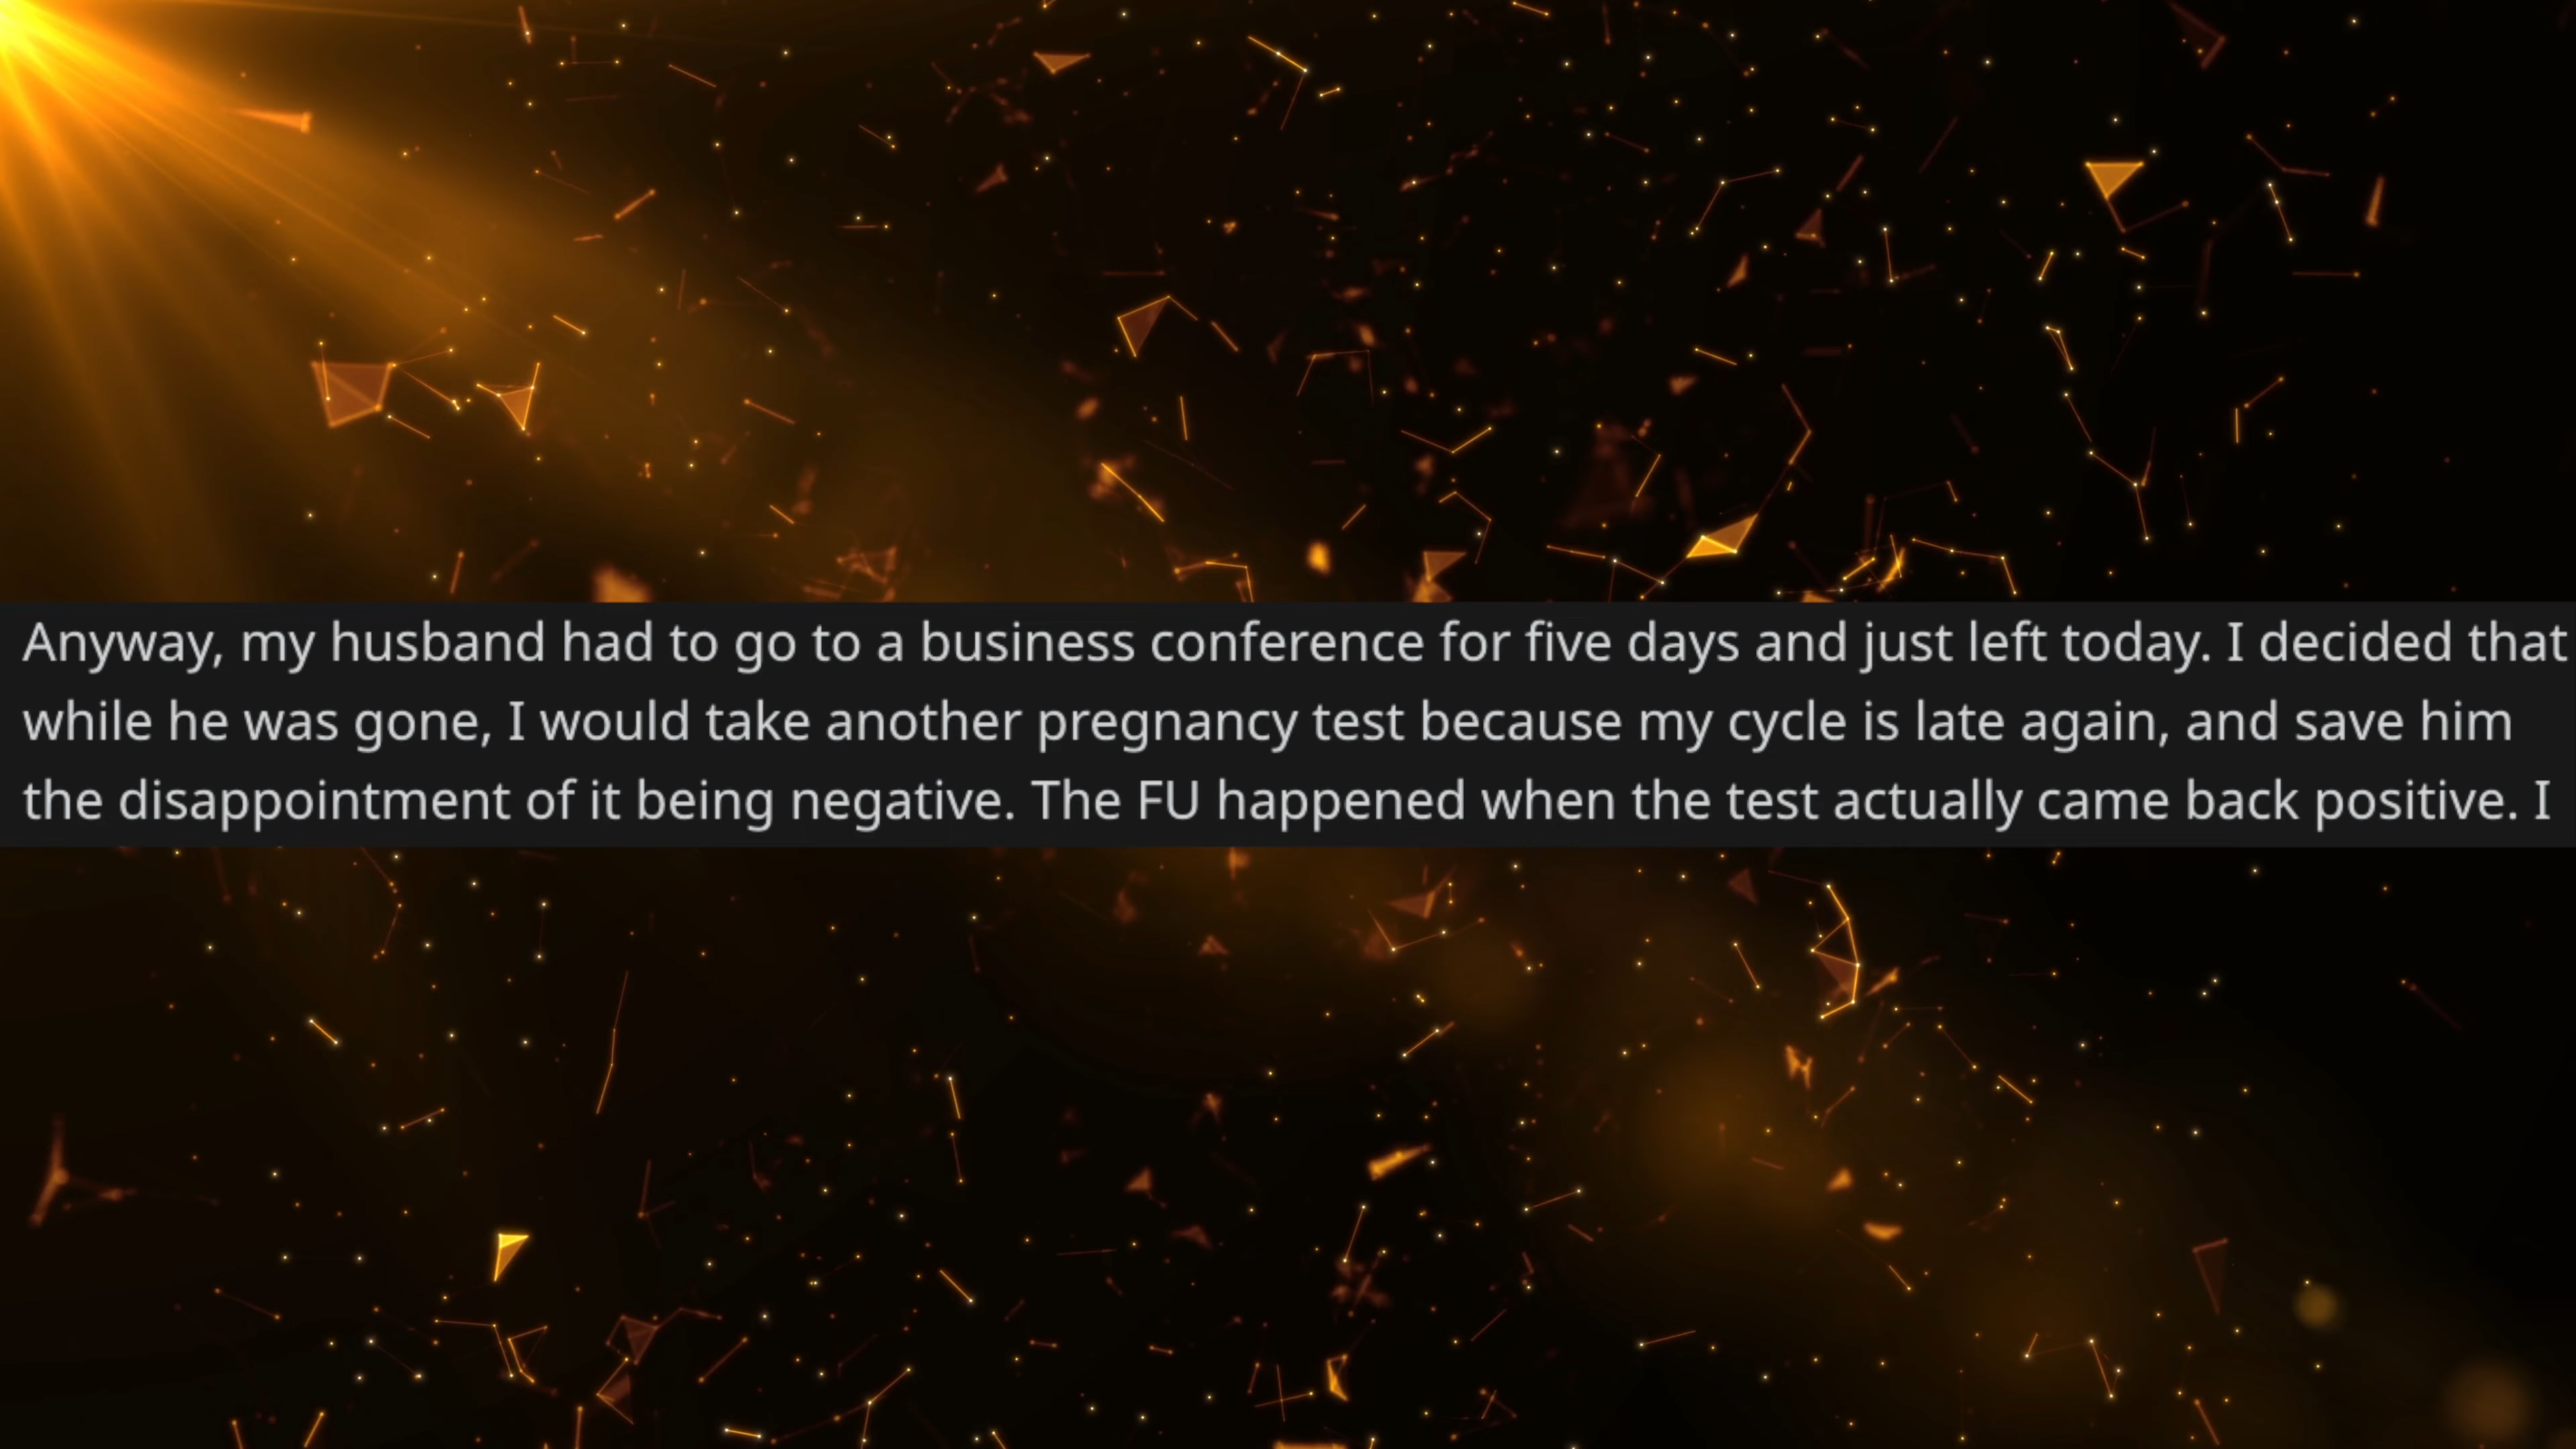 Anyway, my husband had to go to a business conference for five days and just left today. I decided that
while he was gone, I would take another pregnancy test because my cycle is late again, and save him
the disappointment of it being negative. The FU happened when the test actually came back positive. I